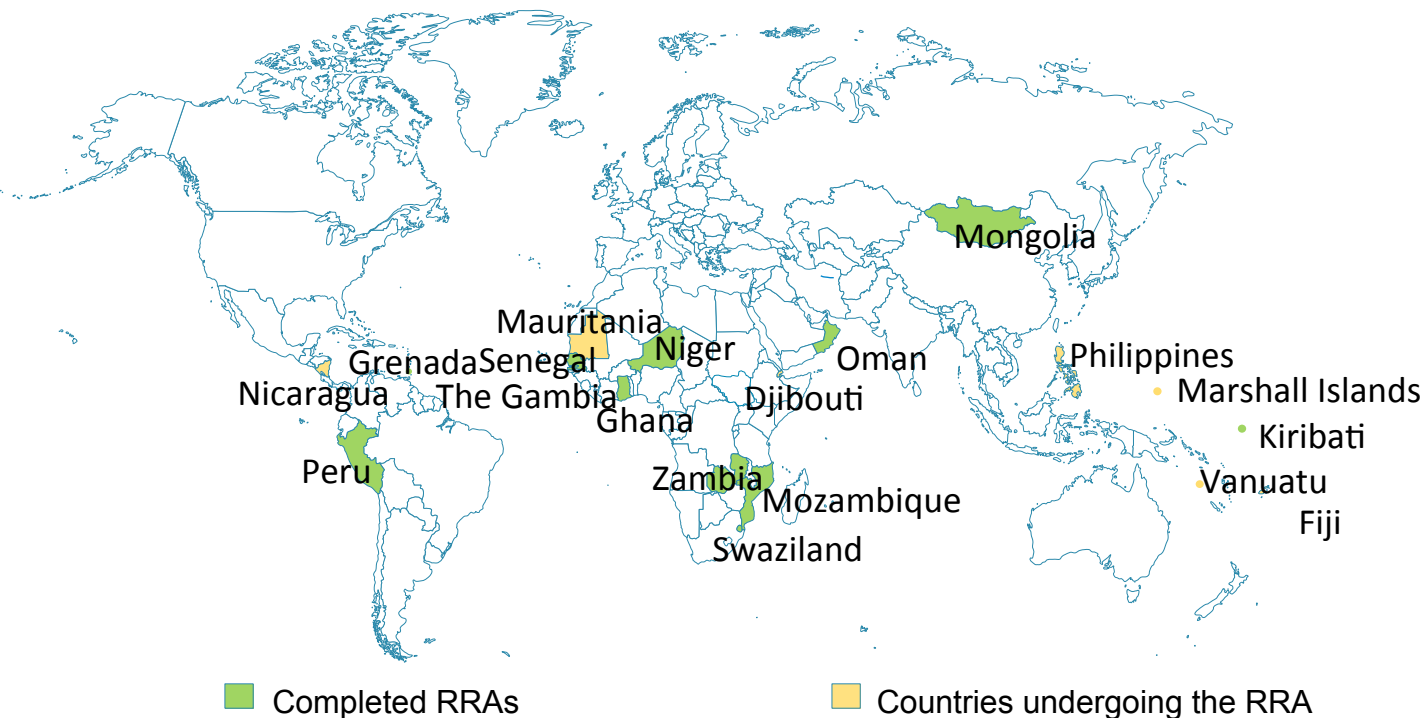 Mongolia
Mauritania
Niger
Oman
Philippines
Grenada
Senegal
Nicaragua
The Gambia
Djibouti
Marshall Islands
Ghana
Kiribati
Peru
Zambia
Mozambique
Vanuatu
Fiji
Swaziland
Completed RRAs
Countries undergoing the RRA